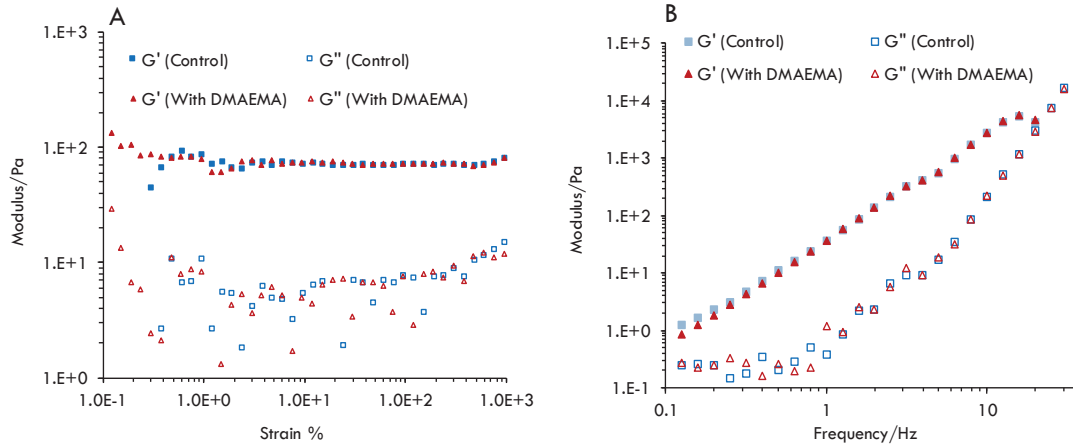 A
G' (Control)
G'' (Control)
G' (With DMAEMA)
G'' (With DMAEMA)
Modulus/Pa
1.E+3
1.E+2
1.E+1
1.E+0
1.0E-1
1.0E+0
1.0E+1
1.0E+2
1.0E+3
Strain %
B
G' (Control)
G'' (Control)
G' (With DMAEMA)
G'' (With DMAEMA)
Modulus/Pa
1.E+5
1.E+4
1.E+3
1.E+2
1.E+1
1.E+0
1.E-1
0.1
1
10
Frequency/Hz